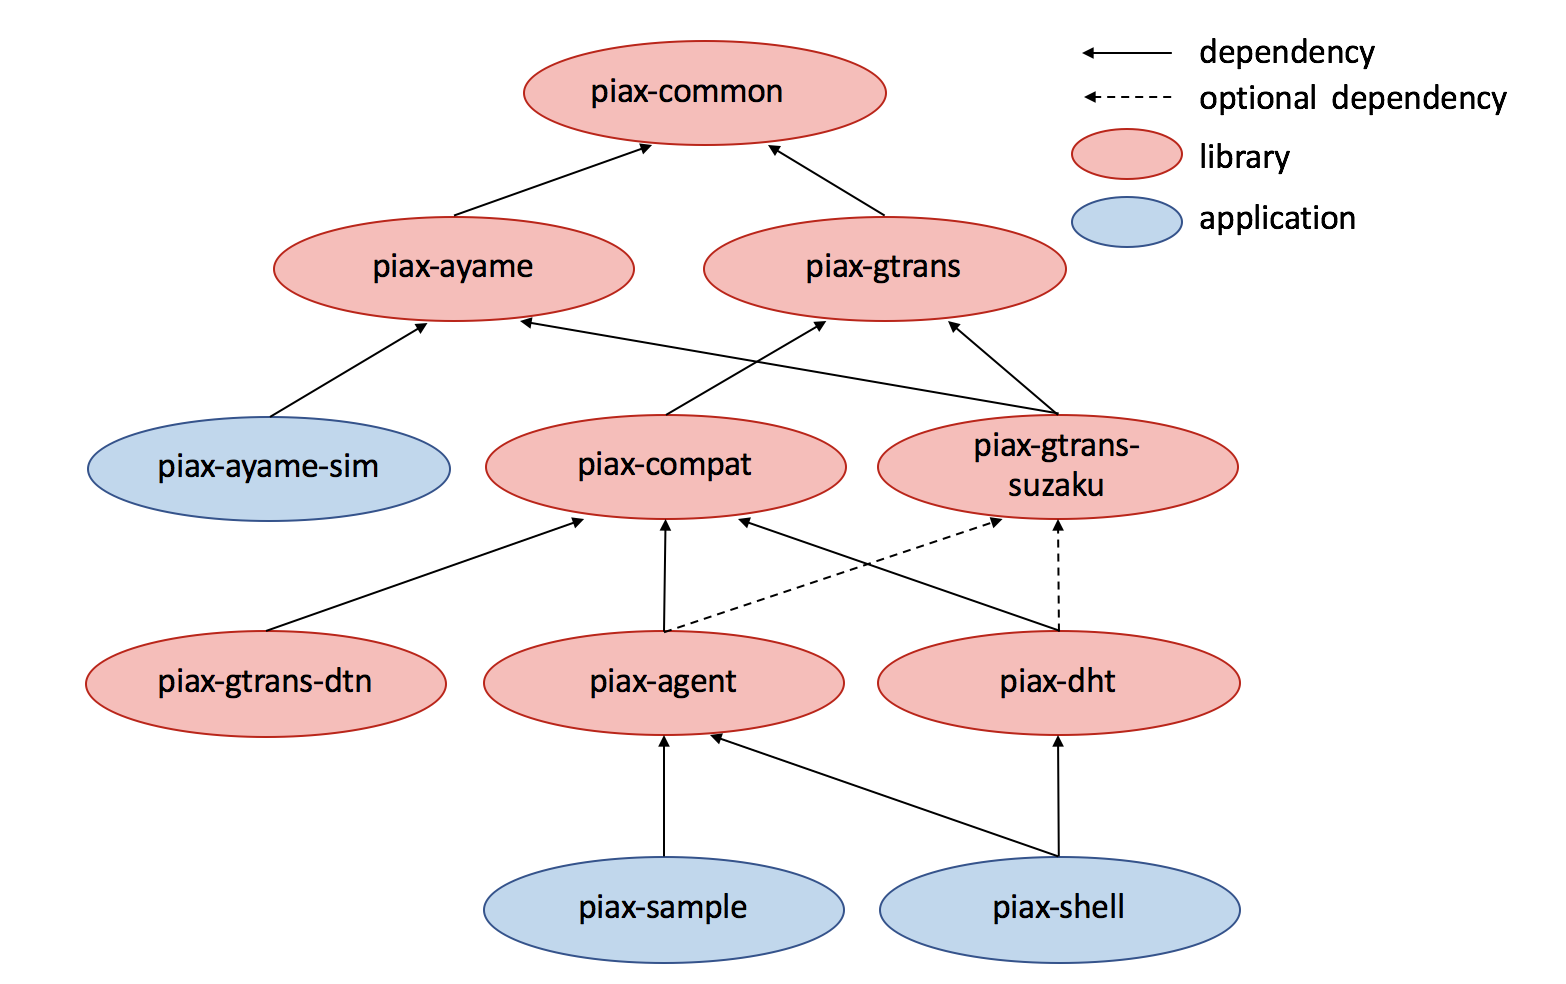 piax-common
dependency
optional dependency
library
application
piax-ayame
piax-gtrans
piax-ayame-sim
piax-compat
piax-gtrans-
suzaku
piax-gtrans-dtn
piax-agent
piax-dht
piax-sample
piax-shell